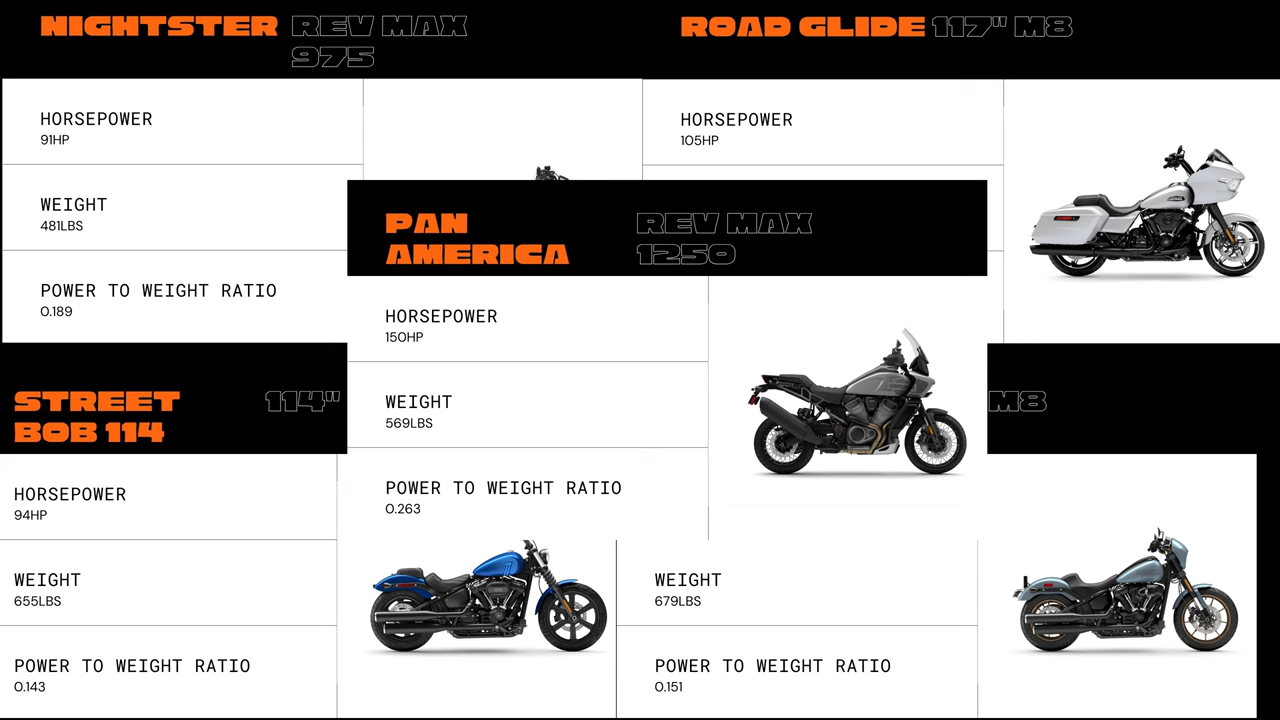 NIGHTSTER REV MAX
975
HORSEPOWER
91HP
WEIGHT
481LBS
POWER TO WEIGHT RATIO
0.189
ROAD GLIDE 117" M8
HORSEPOWER
105HP
PAN REV MAX
AMERICA 1250
HORSEPOWER
150HP
WEIGHT
569LBS
POWER TO WEIGHT RATIO
0.263
STREET 114"
BOB 114
HORSEPOWER
94HP
WEIGHT
655LBS
POWER TO WEIGHT RATIO
0.143
M8
WEIGHT
679LBS
POWER TO WEIGHT RATIO
0.151